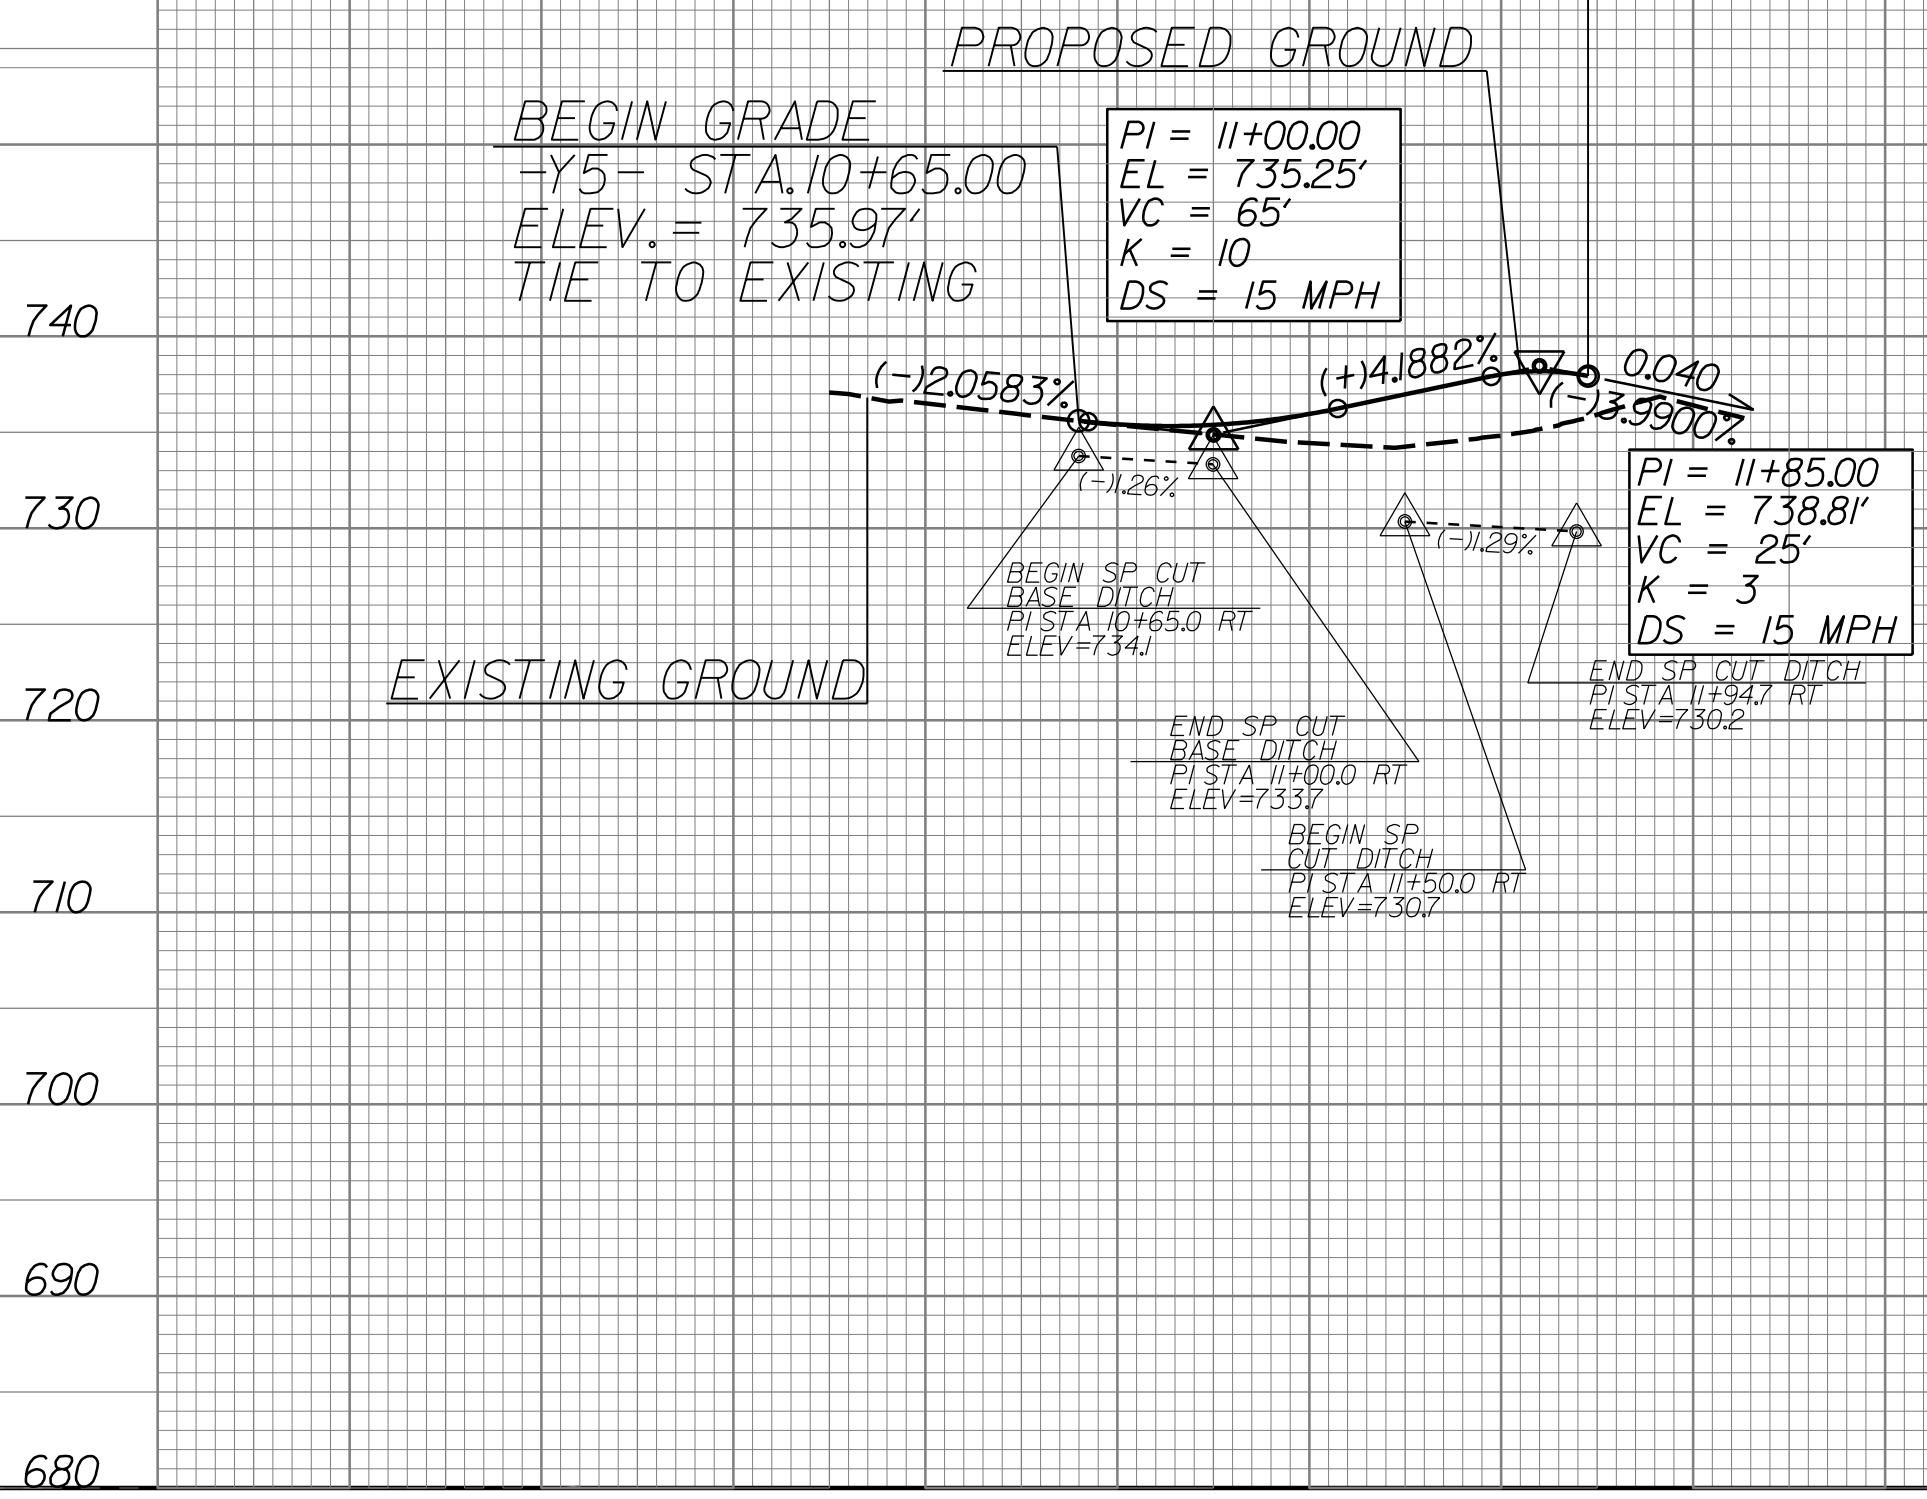 PROPOSED GROUND
BEGIN GRADE
-Y5- STA.10+65.00
ELEV.= 735.97'
TIE TO EXISTING
PI = 11+00.00
EL = 735.25'
VC = 65'
K = 10
DS = 15 MPH
740
(-)2.0583%
(+)4.1882%
0.040
(-)3.9900%
(-)1.26%
(-)1.29%
PI = 11+85.00
EL = 738.81'
VC = 25'
K = 3
DS = 15 MPH
730
BEGIN SP CUT
BASE DITCH
PI STA 10+65.0 RT
ELEV=734.1
EXISTING GROUND
END SP CUT DITCH
PI STA 11+94.7 RT
ELEV=730.2
720
END SP CUT
BASE DITCH
PI STA 11+00.0 RT
ELEV=733.7
BEGIN SP
CUT DITCH
PI STA 11+50.0 RT
ELEV=730.7
710
700
690
680